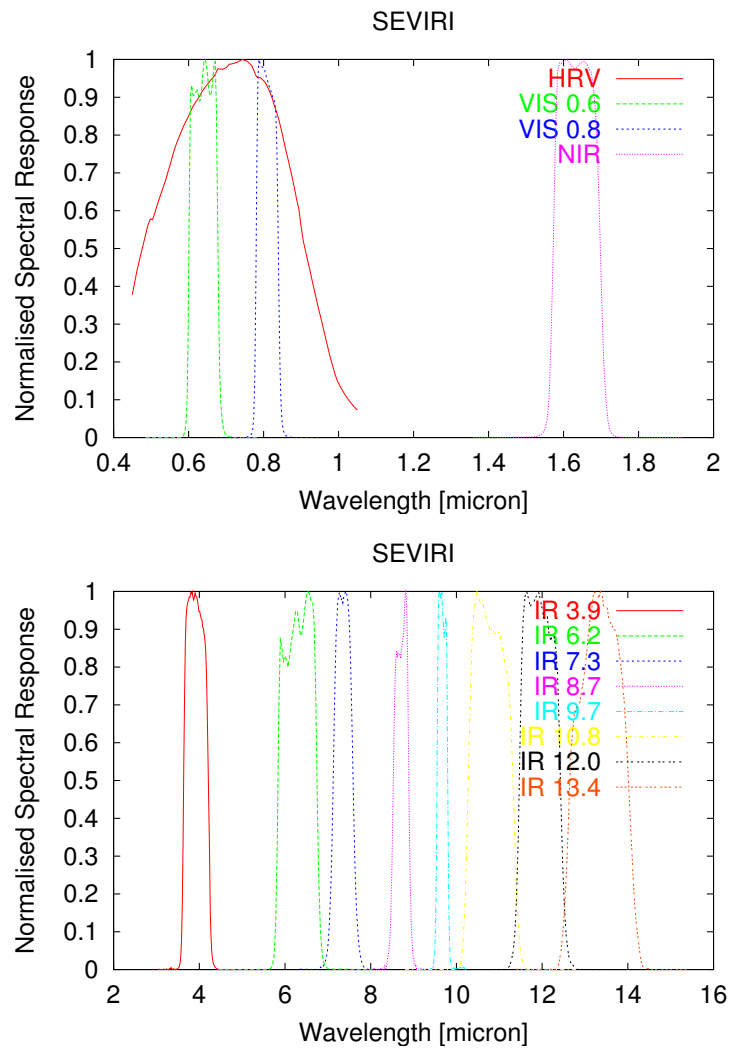 SEVIRI
Normalised Spectral Response
1
0.9
0.8
0.7
0.6
0.5
0.4
0.3
0.2
0.1
0
HRV
VIS 0.6
VIS 0.8
NIR
0.4 0.6 0.8 1 1.2 1.4 1.6 1.8 2
Wavelength [micron]
SEVIRI
Normalised Spectral Response
1
0.9
0.8
0.7
0.6
0.5
0.4
0.3
0.2
0.1
0
IR 3.9
IR 6.2
IR 7.3
IR 8.7
IR 9.7
IR 10.8
IR 12.0
IR 13.4
2 4 6 8 10 12 14 16
Wavelength [micron]